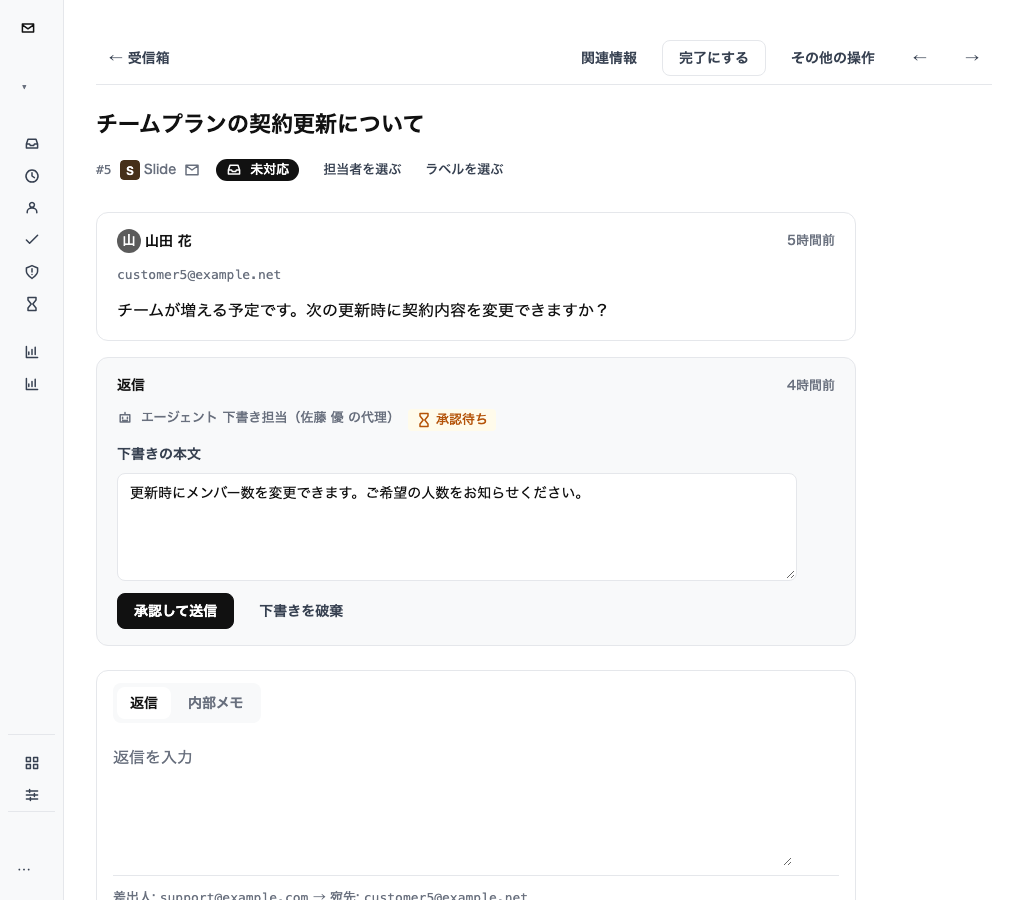 ← 受信箱
関連情報
完了にする
その他の操作
←
→
チームプランの契約更新について
#5 S Slide 未対応 担当者を選ぶ ラベルを選ぶ
山 山田 花
5時間前
customer5@example.net
チームが増える予定です。次の更新時に契約内容を変更できますか？
返信
4時間前
エージェント 下書き担当（佐藤 優 の代理） 承認待ち
下書きの本文
更新時にメンバー数を変更できます。ご希望の人数をお知らせください。
承認して送信
下書きを破棄
返信
内部メモ
返信を入力
差出人: support@example.com → 宛先: customer5@example.net